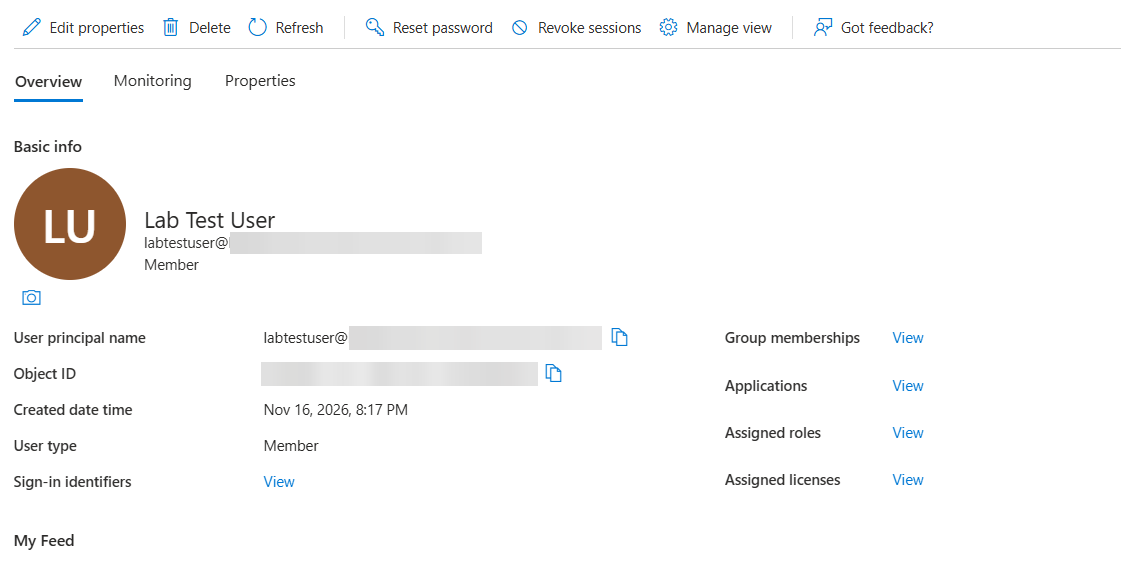 Edit properties Delete Refresh Reset password Revoke sessions Manage view Got feedback?
Overview Monitoring Properties
Basic info
LU
Lab Test User
labtestuser@
Member
User principal name labtestuser@ Group memberships View
Object ID
Applications View
Created date time Nov 16, 2026, 8:17 PM
Assigned roles View
User type Member
Sign-in identifiers View
Assigned licenses View
My Feed